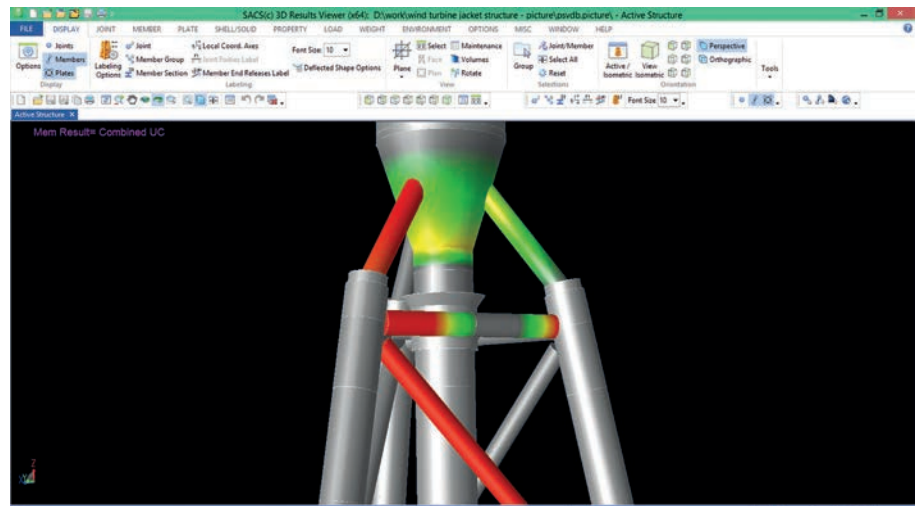 SACS(c) 3D Results Viewer (x64): D:\work\wind turbine jacket structure - picture\psvdb.picture\ - Active Structure
FILE DISPLAY JOINT MEMBER PLATE SHELL/SOLID PROPERTY LOAD WEIGHT ENVIRONMENT OPTIONS MISC WINDOW HELP
Options
Joints
Members
Plates
Display
Labeling Options
Joint
Member Group
Member Section
Local Coord. Axes
Joint Fixities Label
Member End Releases Label
Font Size: 10
Deflected Shape Options
Labeling
Plane
Select
Face
Plan
Maintenance
Volumes
Rotate
View
Group
Joint/Member
Select All
Reset
Selections
Active / Isometric
View Isometric
Perspective
Orthographic
Orientation
Tools
Font Size 10
Active Structure X
Mem Result= Combined UC
Z